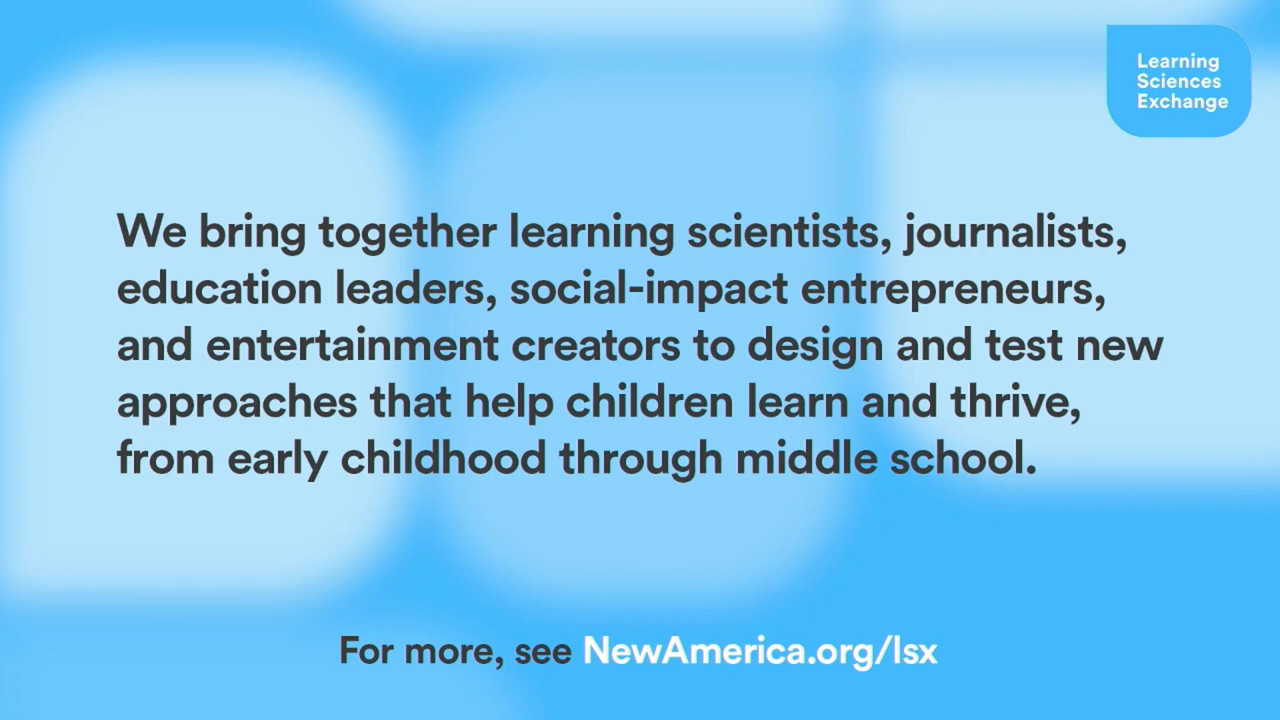 Learning
Sciences
Exchange
We bring together learning scientists, journalists,
education leaders, social-impact entrepreneurs,
and entertainment creators to design and test new
approaches that help children learn and thrive,
from early childhood through middle school.
For more, see NewAmerica.org/lsx